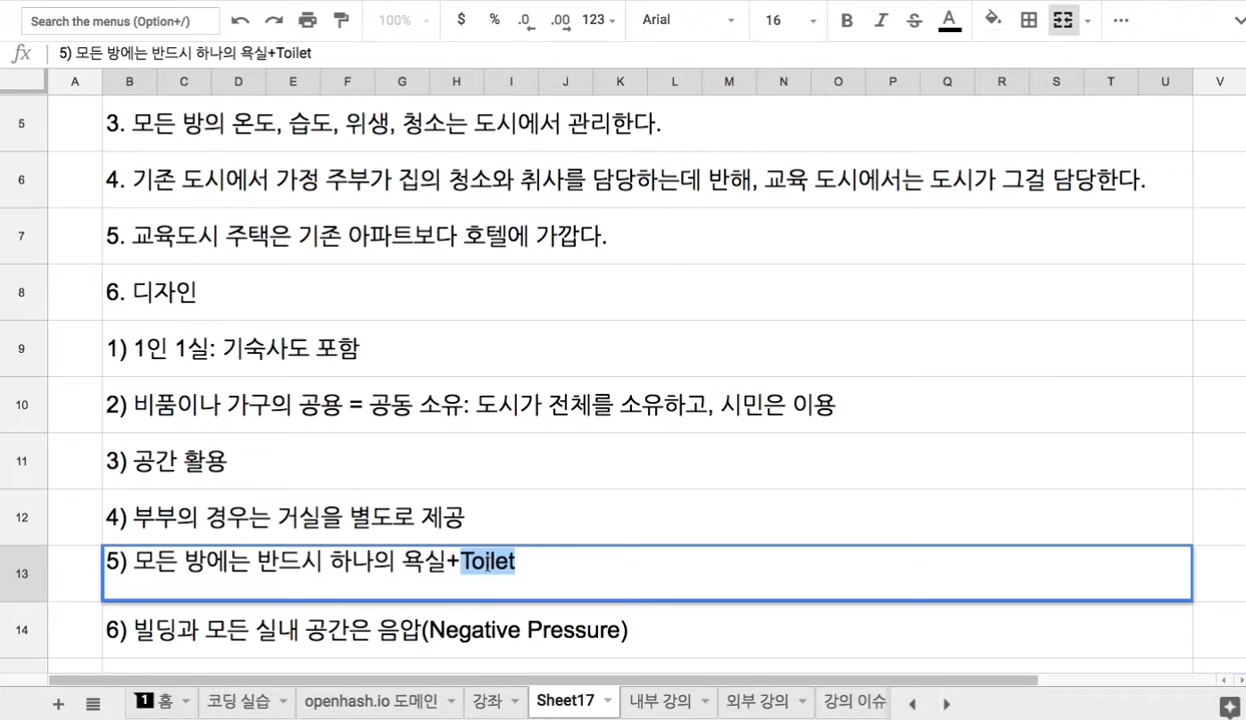 Search the menus (Option+/) 100% $ % .0 .00 123 Arial 16 B I S A
fx 5) 모든 방에는 반드시 하나의 욕실+Toilet
A B C D E F G H I J K L M N O P Q R S T U V
5 3. 모든 방의 온도, 습도, 위생, 청소는 도시에서 관리한다.
6 4. 기존 도시에서 가정 주부가 집의 청소와 취사를 담당하는데 반해, 교육 도시에서는 도시가 그걸 담당한다.
7 5. 교육도시 주택은 기존 아파트보다 호텔에 가깝다.
8 6. 디자인
9 1) 1인 1실: 기숙사도 포함
10 2) 비품이나 가구의 공용 = 공동 소유: 도시가 전체를 소유하고, 시민은 이용
11 3) 공간 활용
12 4) 부부의 경우는 거실을 별도로 제공
13 5) 모든 방에는 반드시 하나의 욕실+Toilet
14 6) 빌딩과 모든 실내 공간은 음압(Negative Pressure)
1 홈 코딩 실습 openhash.io 도메인 강좌 Sheet17 내부 강의 외부 강의 강의 이슈